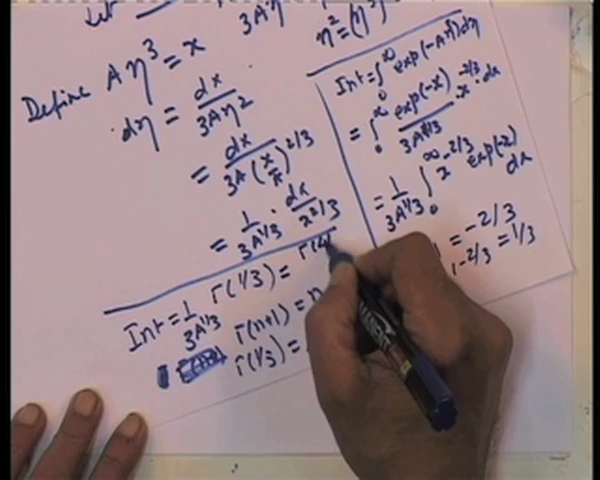 Let
3Aη
η² = (η³)
Define Aη³ = x
dη = dx / 3Aη²
= dx / 3A(x/A)^2/3
= 1/3A^1/3 · dx/x^2/3
Int = ∫₀^∞ exp(-Aη³)dη
= ∫₀^∞ exp(-x)/3A^1/3 x^-2/3 · dx
= 1/3A^1/3 ∫₀^∞ x^-2/3 exp(-x) dx
= -2/3
1-2/3 = 1/3
Int = 1/3A^1/3 Γ(1/3) =
Γ(n+1) = n
Γ(1/3) =